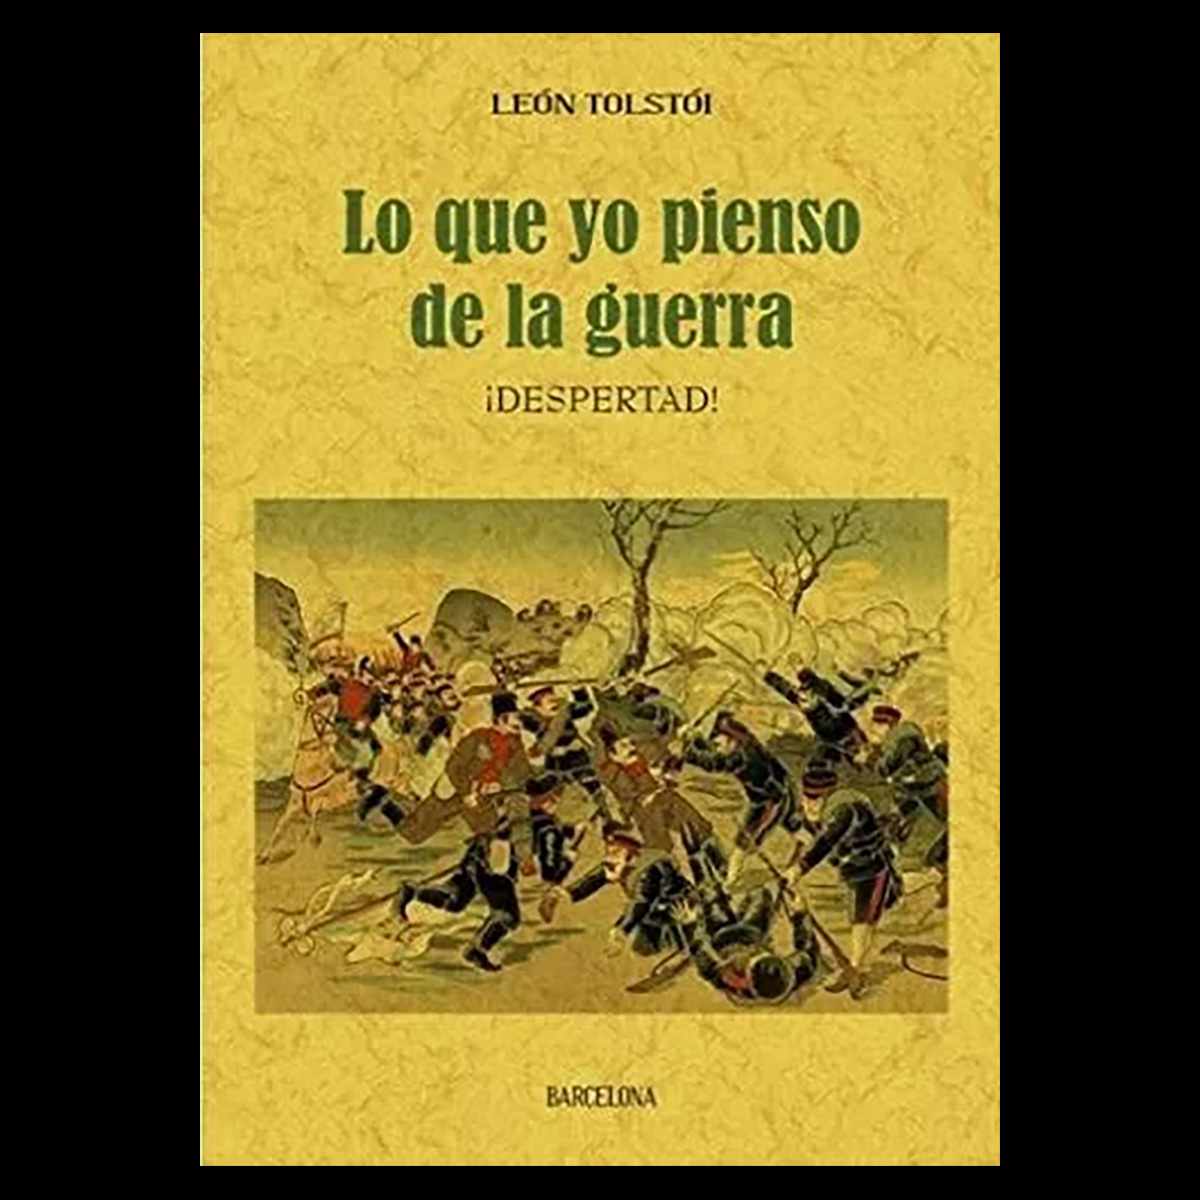 LEÓN TOLSTÓI
Lo que yo pienso
de la guerra
¡DESPERTAD!
BARCELONA